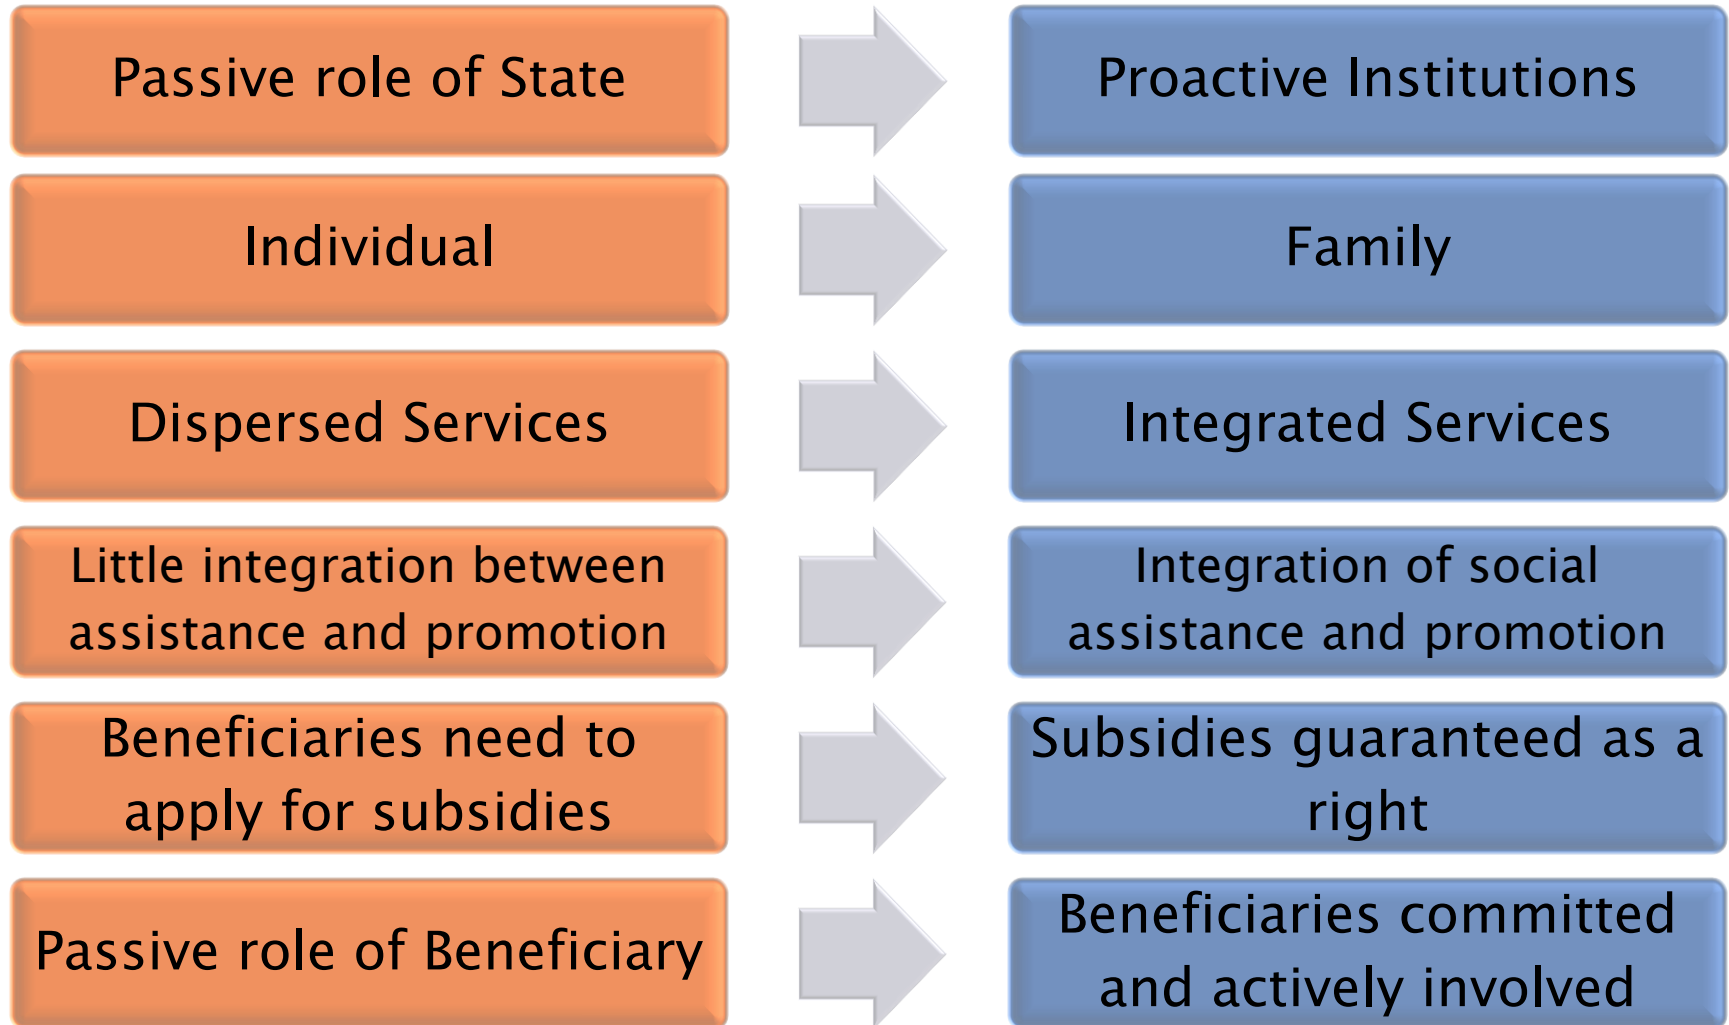 Passive role of State
Proactive Institutions
Individual
Family
Dispersed Services
Integrated Services
Little integration between
assistance and promotion
Integration of social
assistance and promotion
Beneficiaries need to
apply for subsidies
Subsidies guaranteed as a
right
Passive role of Beneficiary
Beneficiaries committed
and actively involved